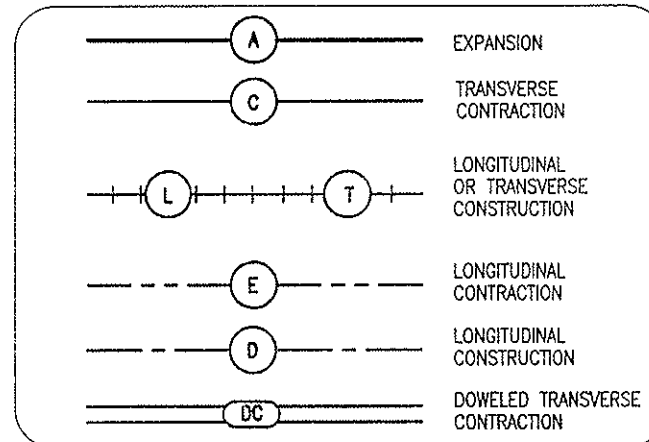 A EXPANSION
C TRANSVERSE
CONTRACTION
L T LONGITUDINAL
OR TRANSVERSE
CONSTRUCTION
E LONGITUDINAL
CONTRACTION
D LONGITUDINAL
CONSTRUCTION
DC DOWELED TRANSVERSE
CONTRACTION